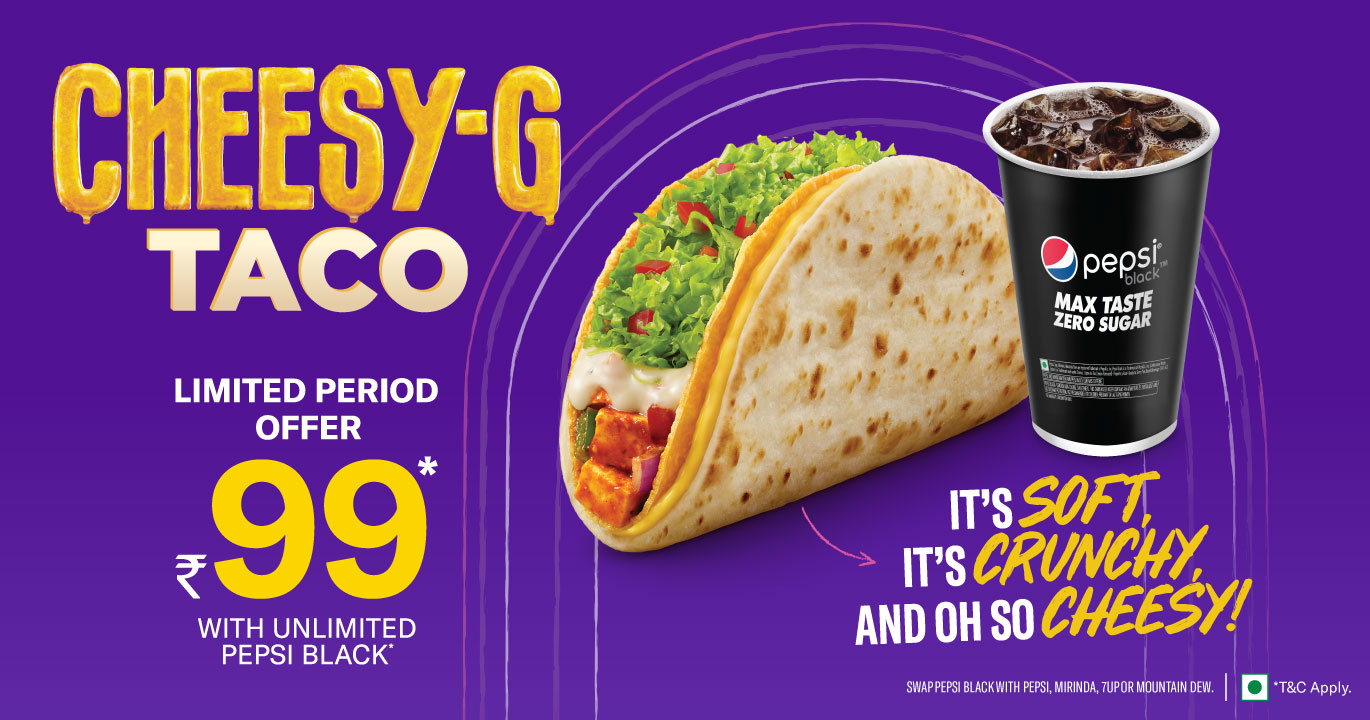 CHEESY-G
TACO
LIMITED PERIOD
OFFER
₹99*
WITH UNLIMITED
PEPSI BLACK*
pepsi®
black™
MAX TASTE
ZERO SUGAR
IT'S SOFT,
IT'S CRUNCHY,
AND OH SO CHEESY!
SWAP PEPSI BLACK WITH PEPSI, MIRINDA, 7UP OR MOUNTAIN DEW.
*T&C Apply.